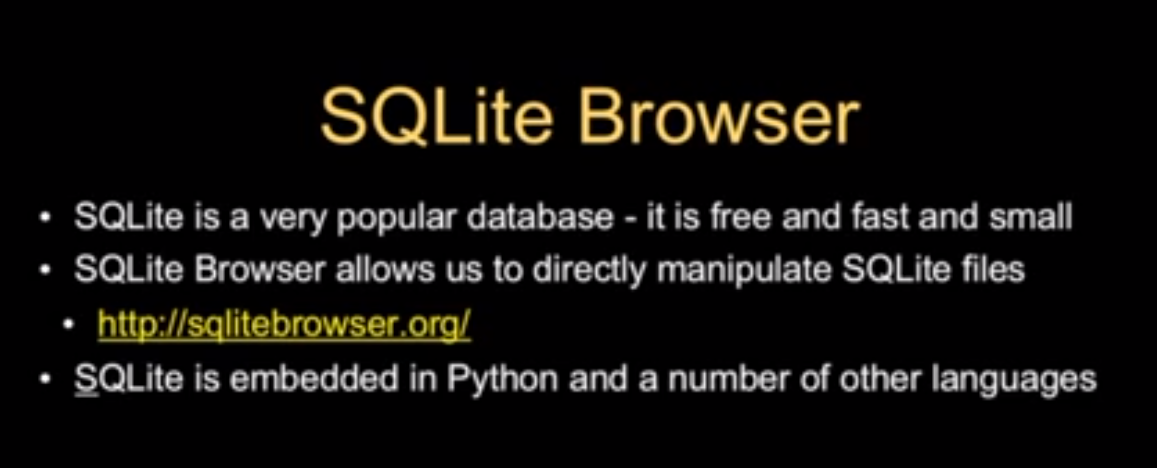 SQLite Browser
• SQLite is a very popular database - it is free and fast and small
• SQLite Browser allows us to directly manipulate SQLite files
• http://sqlitebrowser.org/
• SQLite is embedded in Python and a number of other languages